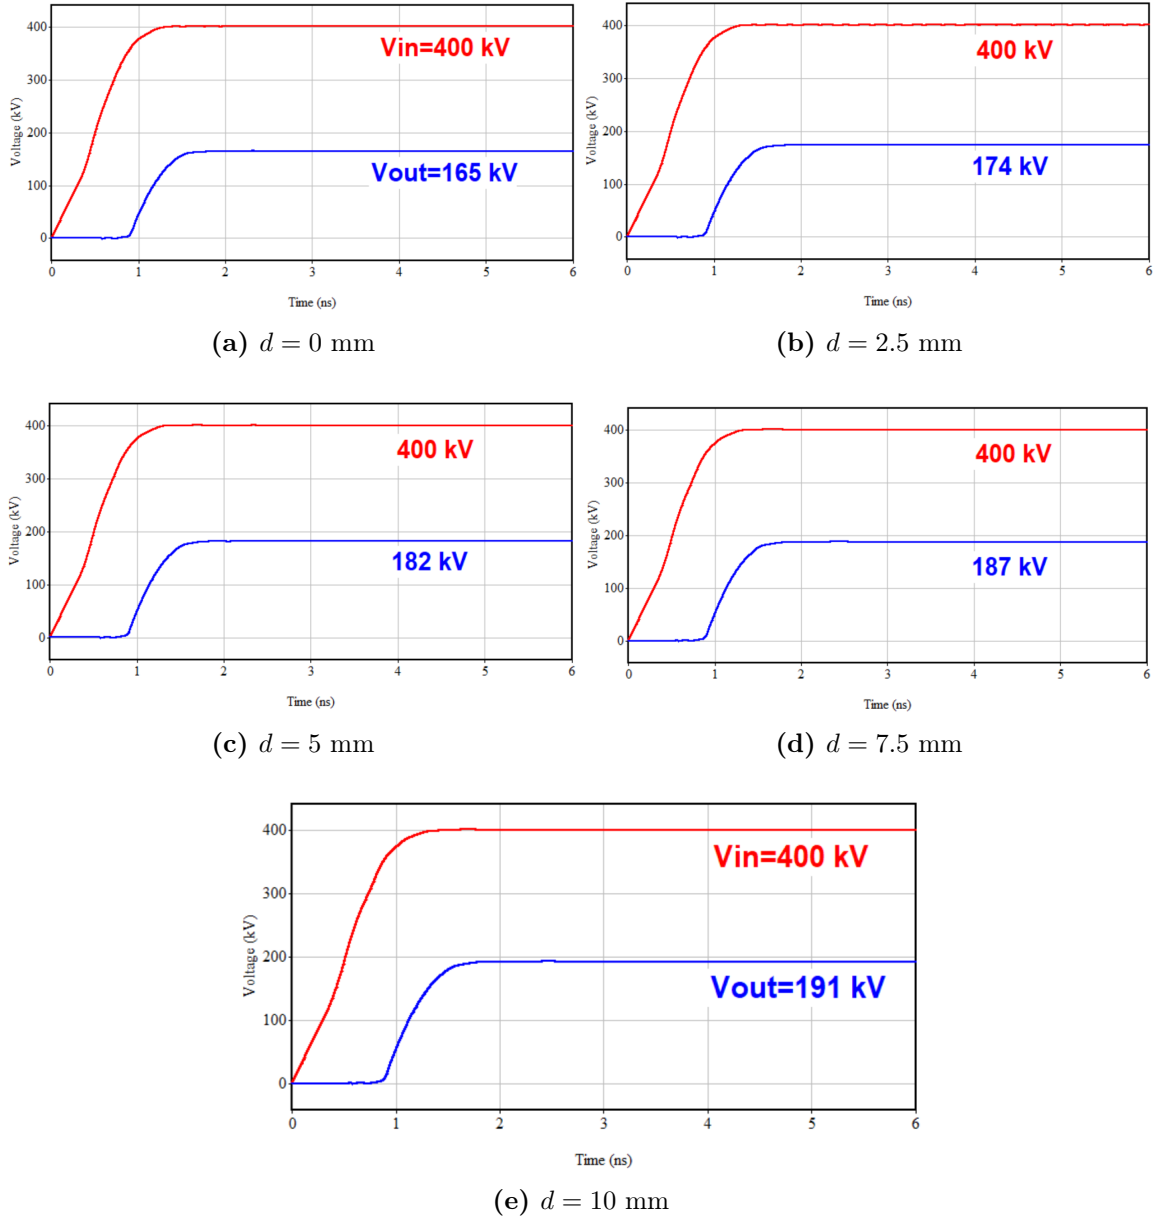 400
300
200
100
0
Voltage (kV)
Vin=400 kV
Vout=165 kV
0 1 2 3 4 5 6
Time (ns)
(a) d = 0 mm
400
300
200
100
0
Voltage (kV)
400 kV
174 kV
0 1 2 3 4 5 6
Time (ns)
(b) d = 2.5 mm
400
300
200
100
0
Voltage (kV)
400 kV
182 kV
0 1 2 3 4 5 6
Time (ns)
(c) d = 5 mm
400
300
200
100
0
Voltage (kV)
400 kV
187 kV
0 1 2 3 4 5 6
Time (ns)
(d) d = 7.5 mm
400
300
200
100
0
Voltage (kV)
Vin=400 kV
Vout=191 kV
0 1 2 3 4 5 6
Time (ns)
(e) d = 10 mm